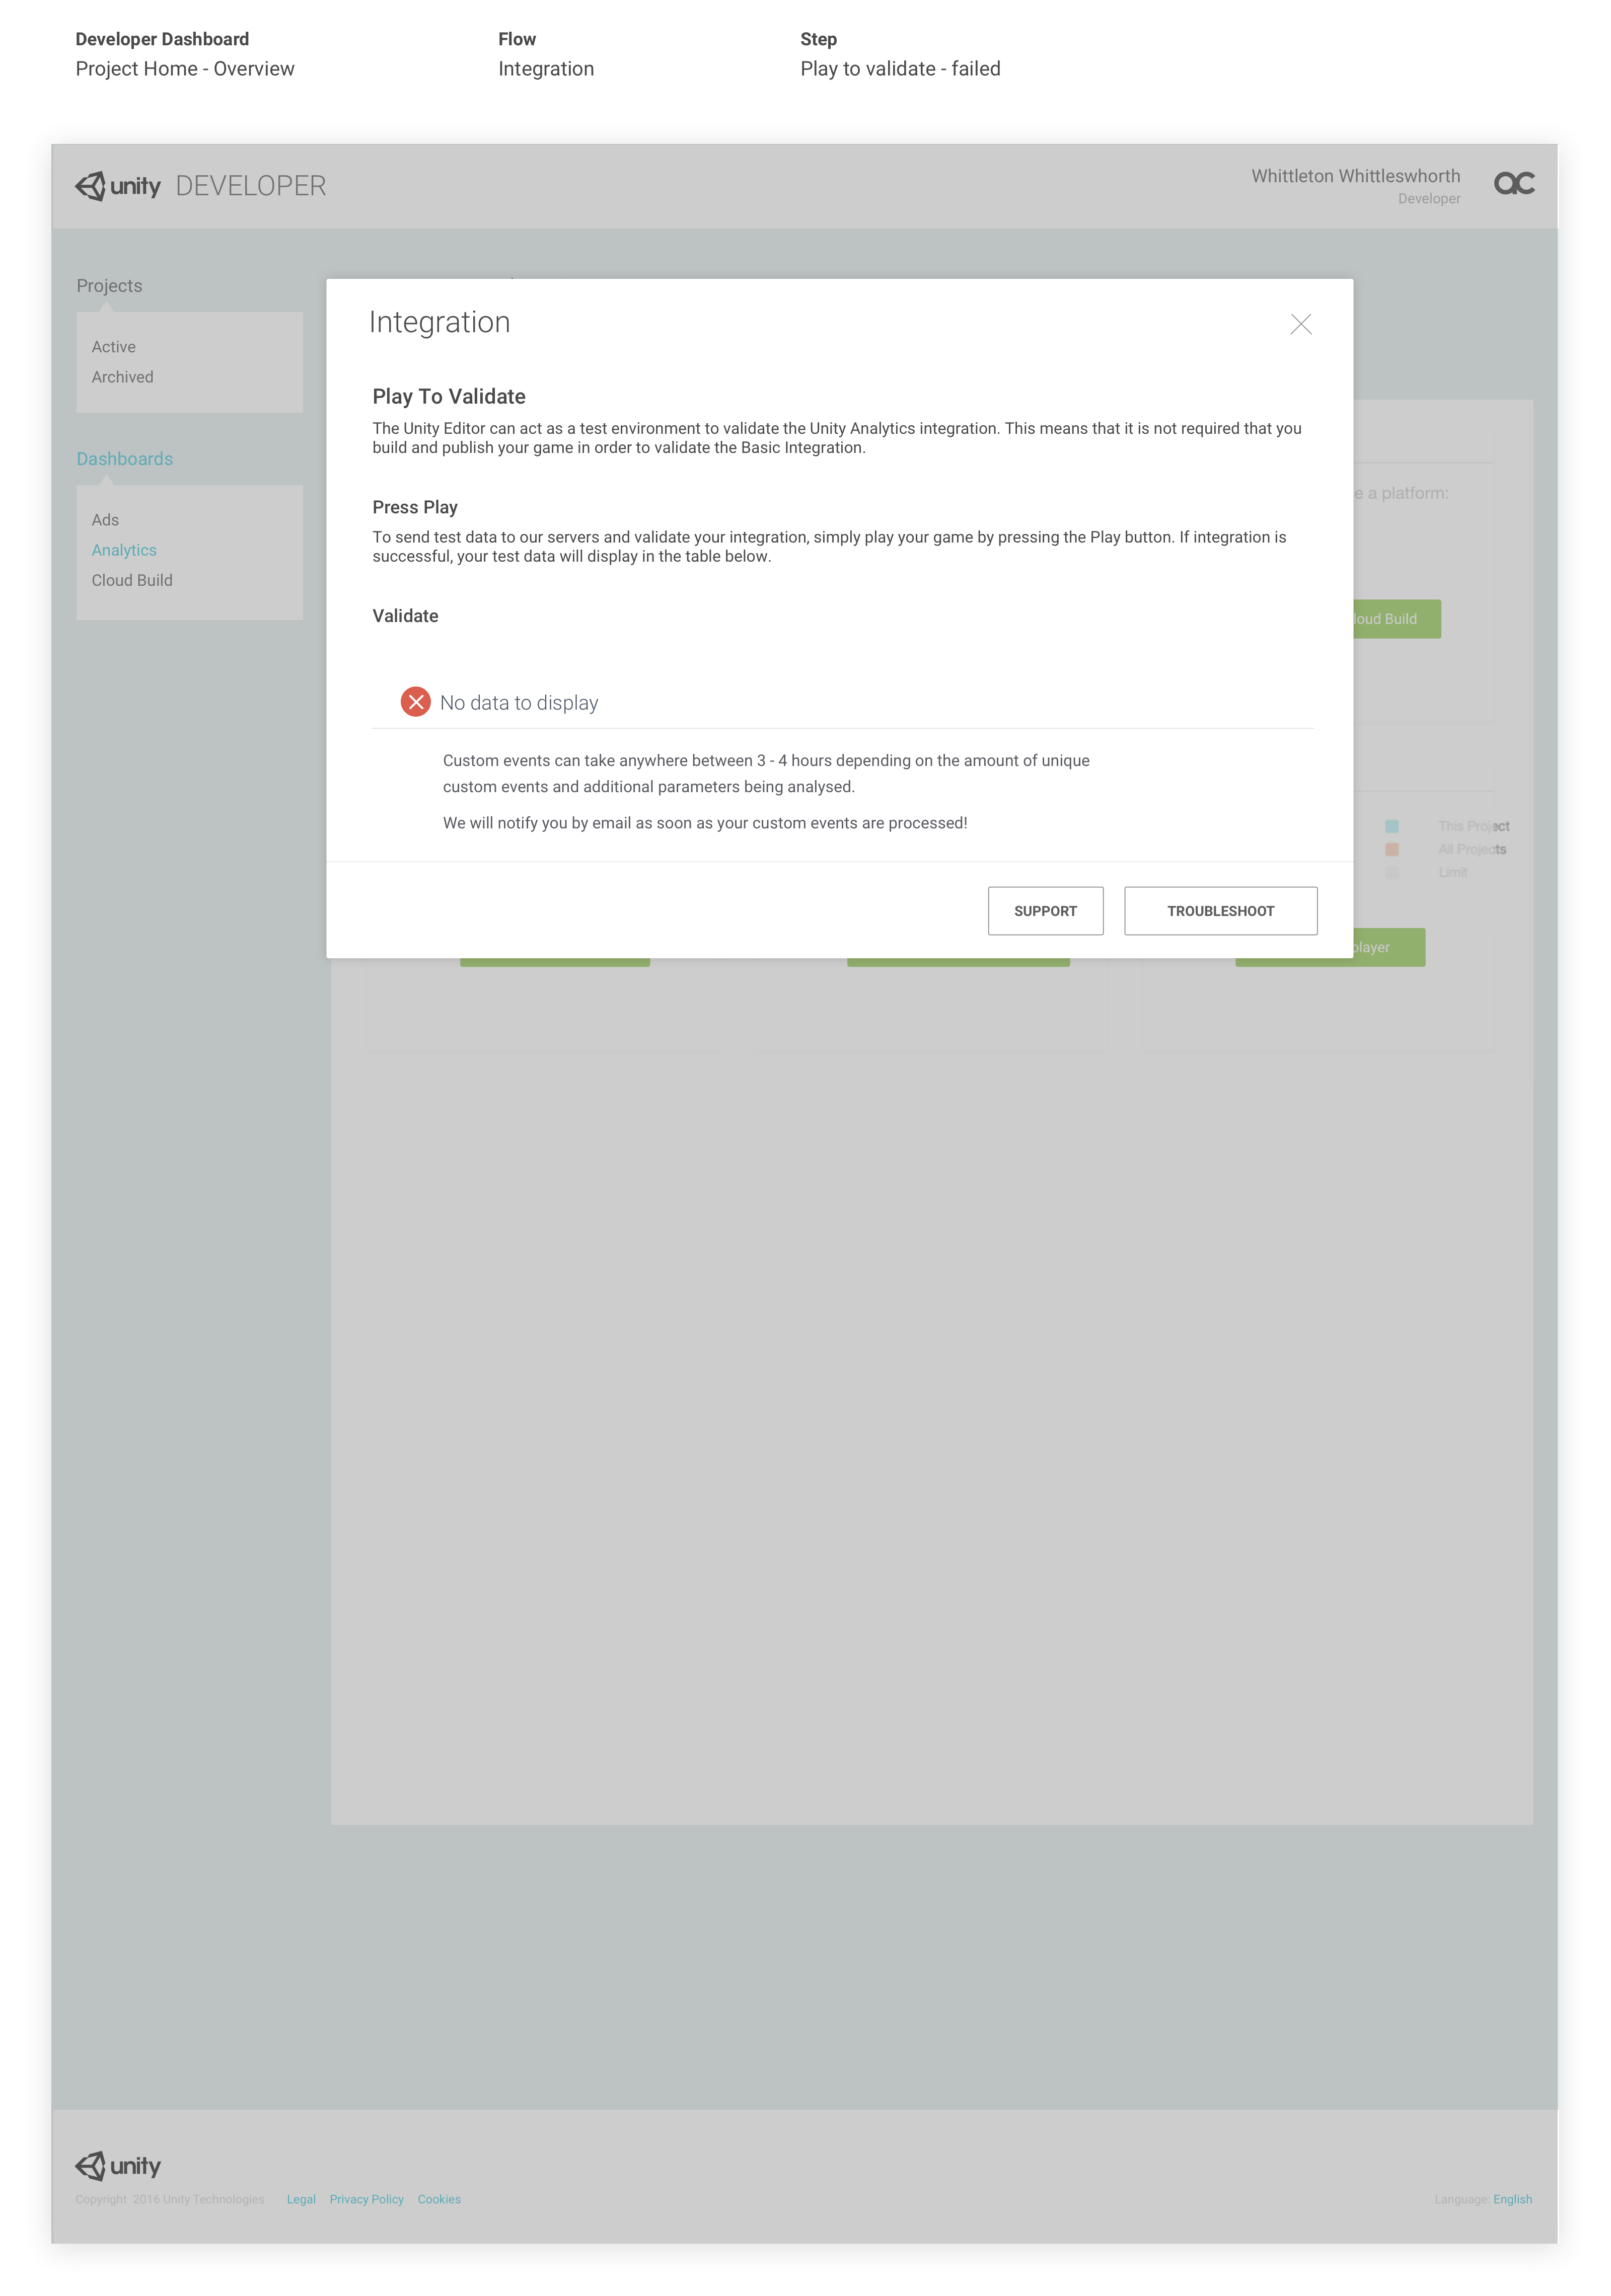 Developer Dashboard
Project Home - Overview
Flow
Integration
Step
Play to validate - failed
unity DEVELOPER
Whittleton Whittleswhorth
Developer
Projects
Active
Archived
Dashboards
Ads
Analytics
Cloud Build
Integration
Play To Validate
The Unity Editor can act as a test environment to validate the Unity Analytics integration. This means that it is not required that you
build and publish your game in order to validate the Basic Integration.
Press Play
To send test data to our servers and validate your integration, simply play your game by pressing the Play button. If integration is
successful, your test data will display in the table below.
Validate
No data to display
Custom events can take anywhere between 3 - 4 hours depending on the amount of unique
custom events and additional parameters being analysed.
We will notify you by email as soon as your custom events are processed!
SUPPORT
TROUBLESHOOT
a platform:
Build
This Project
All Projects
Limit
unity
Copyright 2016 Unity Technologies Legal Privacy Policy Cookies
Language: English